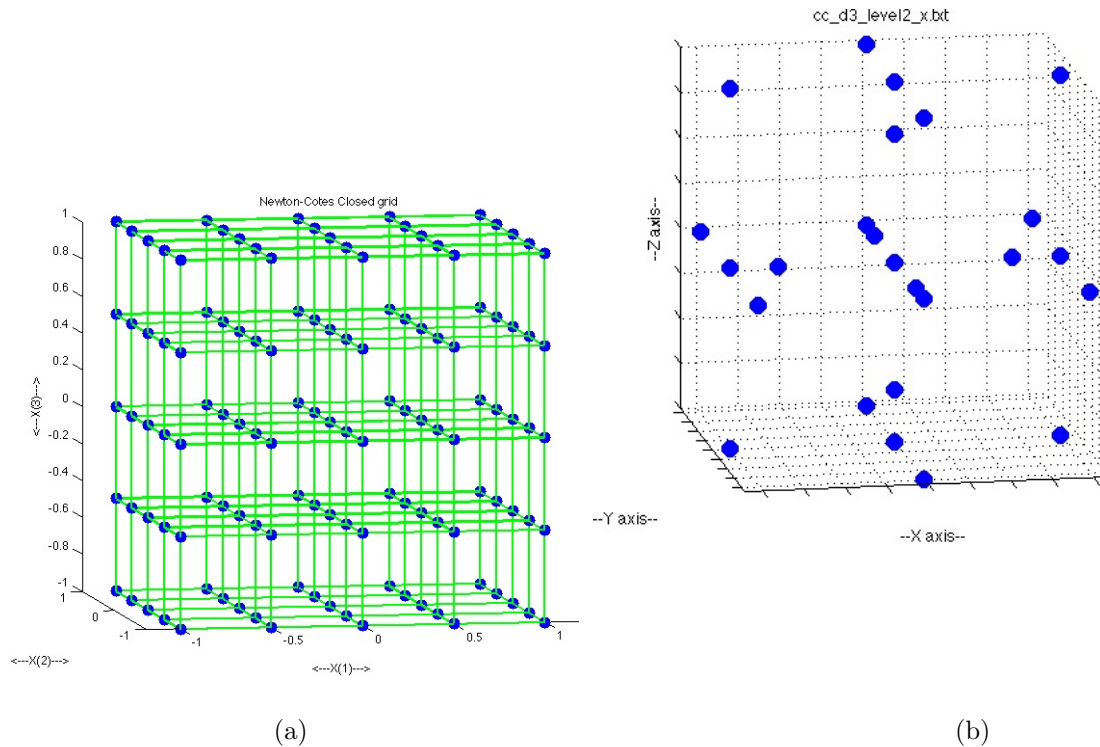 cc_d3_level2_x.txt
--Z axis--
--Y axis--
--X axis--
Newton-Cotes Closed grid
1
0.8
0.6
0.4
0.2
0
-0.2
-0.4
-0.6
-0.8
-1
<---X(3)--->
1
0
-1
<---X(2)--->
-1
-0.5
0
0.5
1
<---X(1)--->
(a)
(b)